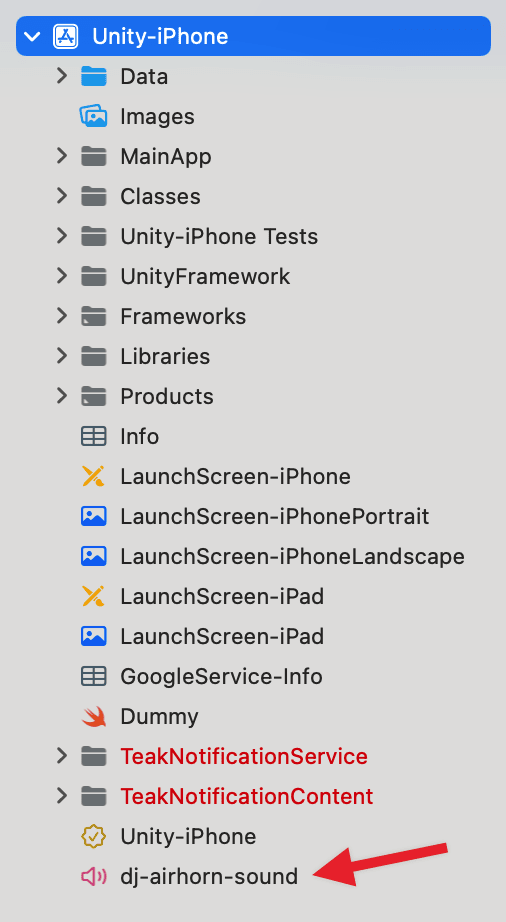 Unity-iPhone
Data
Images
MainApp
Classes
Unity-iPhone Tests
UnityFramework
Frameworks
Libraries
Products
Info
LaunchScreen-iPhone
LaunchScreen-iPhonePortrait
LaunchScreen-iPhoneLandscape
LaunchScreen-iPad
LaunchScreen-iPad
GoogleService-Info
Dummy
TeakNotificationService
TeakNotificationContent
Unity-iPhone
dj-airhorn-sound